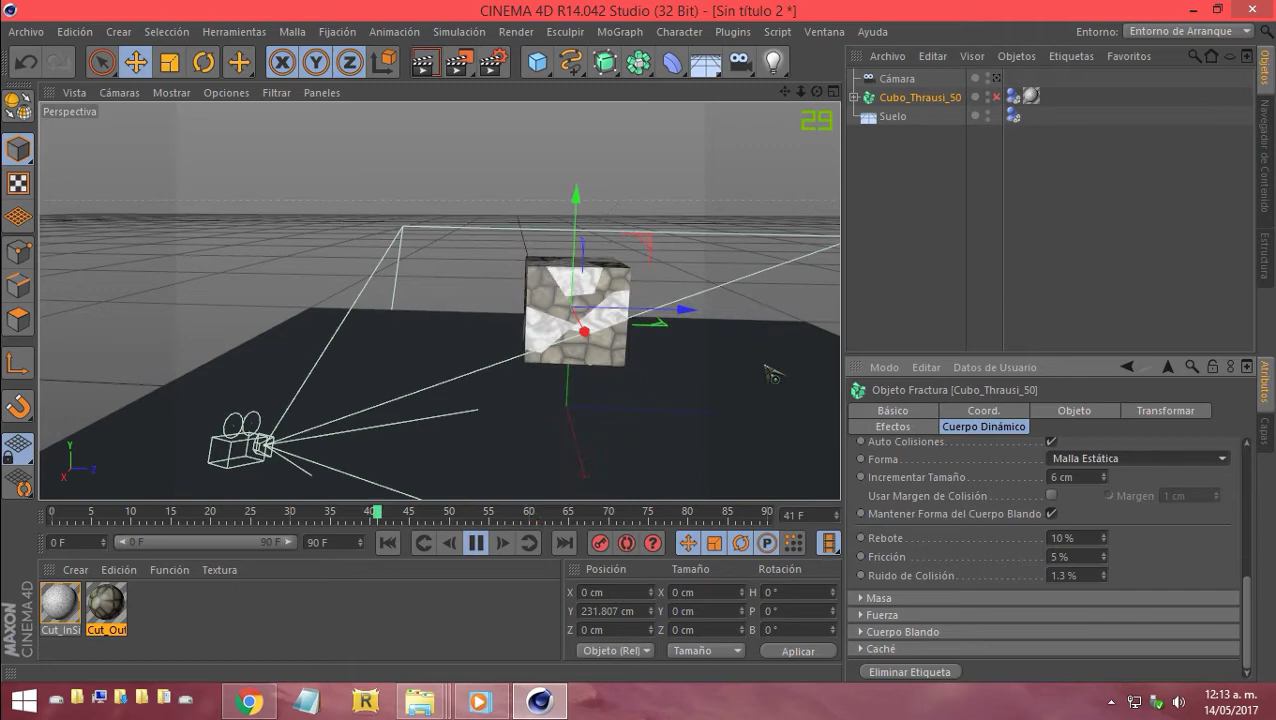 CINEMA 4D R14.042 Studio (32 Bit) - [Sin título 2 *]
Archivo Edición Crear Selección Herramientas Malla Fijación Animación Simulación Render Esculpir MoGraph Character Plugins Script Ventana Ayuda Entorno: Entorno de Arranque
X Y Z
Vista Cámaras Mostrar Opciones Filtrar Paneles
Perspectiva
29
Y
X Z
0 5 10 15 20 25 30 35 40 45 50 55 60 65 70 75 80 85 90 41 F
0 F 0 F 90 F 90 F
Crear Edición Función Textura
Cut_InSi Cut_Out
MAXON
CINEMA 4D
Posición Tamaño Rotación
X 0 cm X 0 cm H 0 °
Y 231.807 cm Y 0 cm P 0 °
Z 0 cm Z 0 cm B 0 °
Objeto (Rel) Tamaño Aplicar
Archivo Editar Visor Objetos Etiquetas Favoritos
Cámara
Cubo_Thrausi_50
Suelo
Objetos
Navegador de Contenido
Estructura
Modo Editar Datos de Usuario
Objeto Fractura [Cubo_Thrausi_50]
Básico Coord. Objeto Transformar
Efectos Cuerpo Dinámico
Auto Colisiones
Forma Malla Estática
Incrementar Tamaño 6 cm
Usar Margen de Colisión Margen 1 cm
Mantener Forma del Cuerpo Blando
Rebote 10 %
Fricción 5 %
Ruido de Colisión 1.3 %
Masa
Fuerza
Cuerpo Blando
Caché
Eliminar Etiqueta
Atributos
Capas
12:13 a. m.
14/05/2017